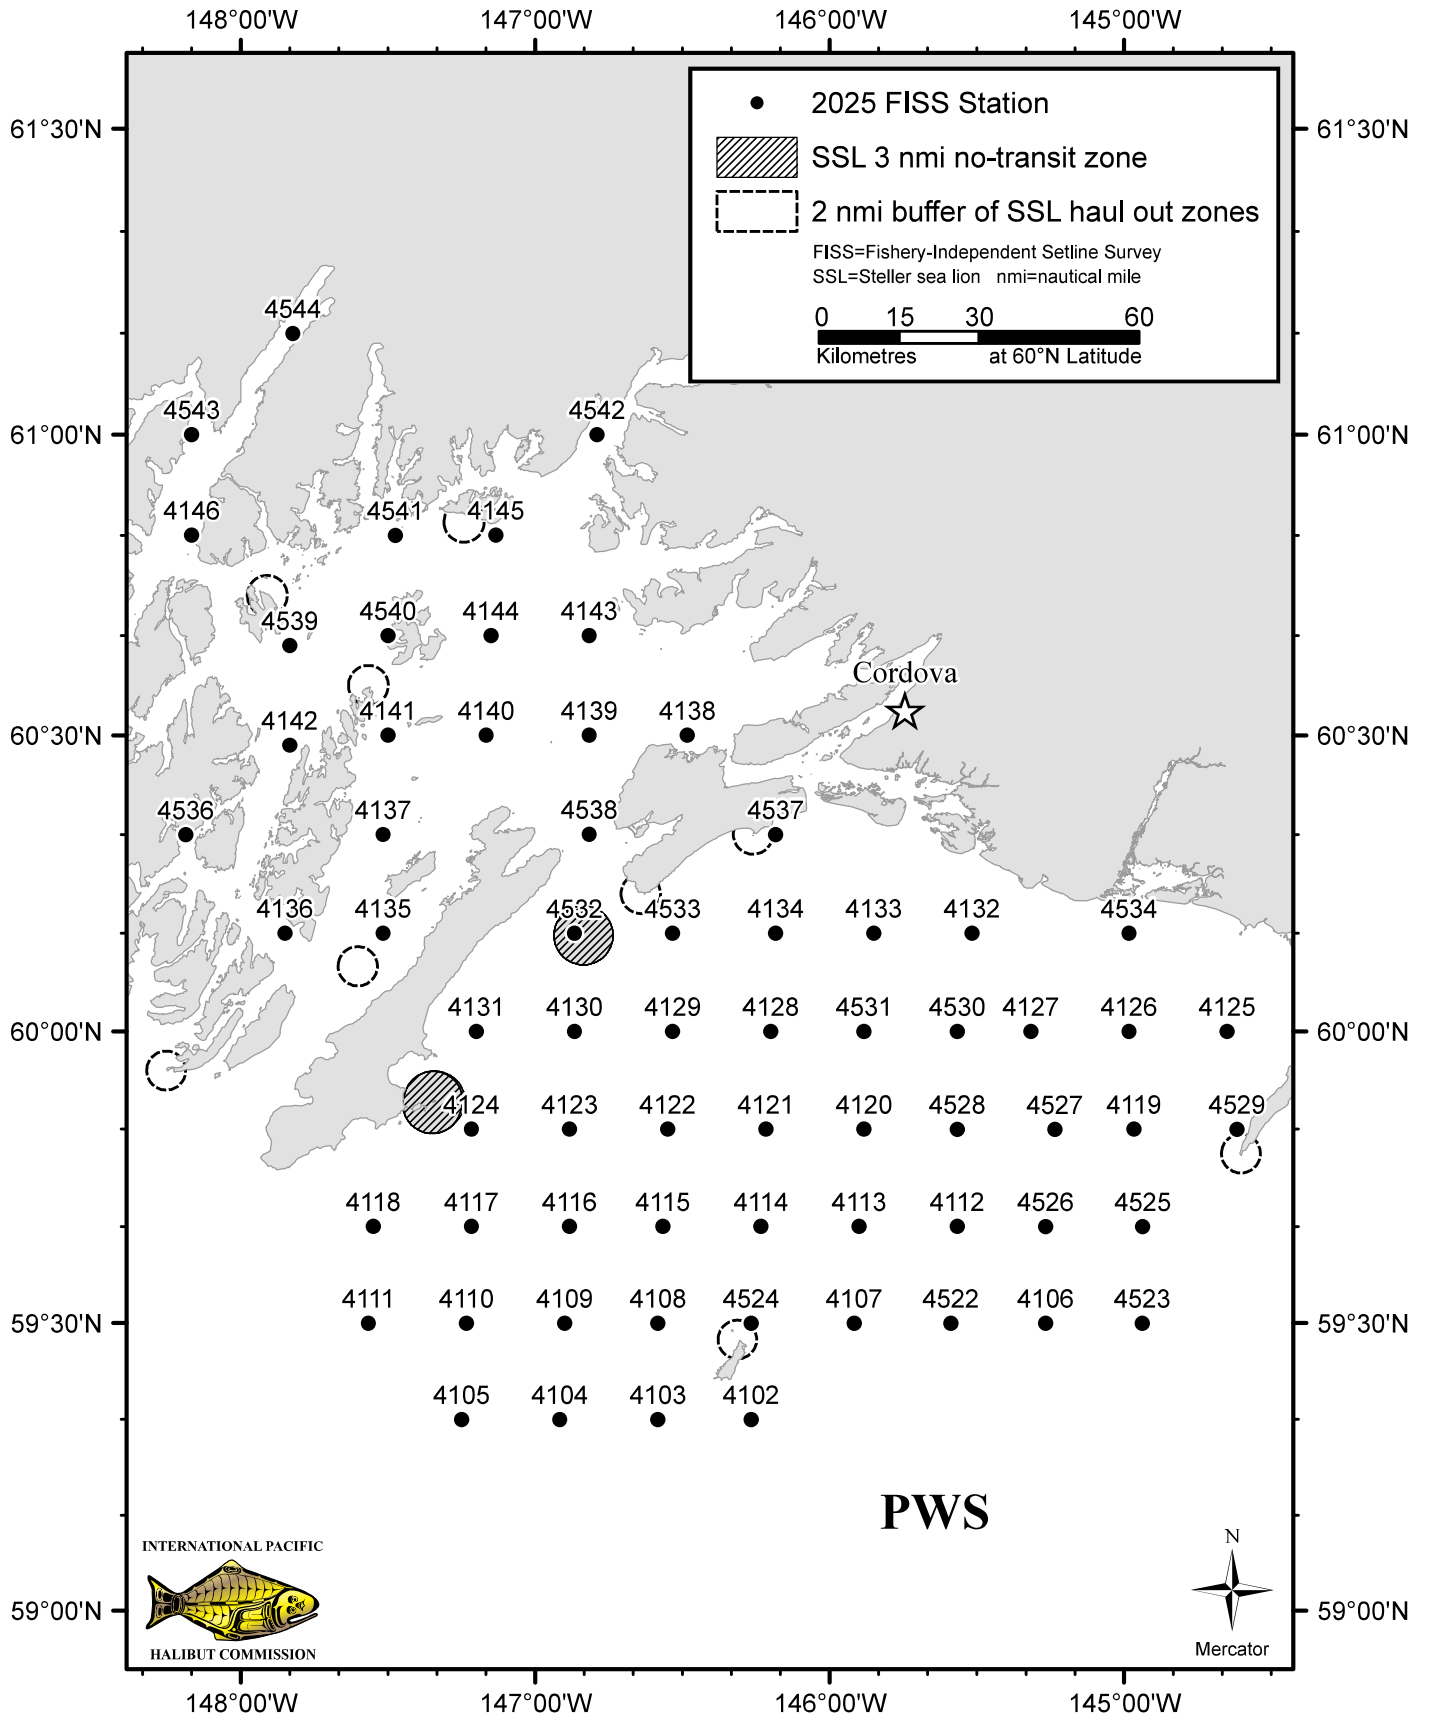 148°00'W 147°00'W 146°00'W 145°00'W
61°30'N 61°30'N
2025 FISS Station
SSL 3 nmi no-transit zone
2 nmi buffer of SSL haul out zones
FISS=Fishery-Independent Setline Survey
SSL=Steller sea lion nmi=nautical mile
0 15 30 60
Kilometres at 60°N Latitude
4544
4543 4542
61°00'N 61°00'N
4146 4541 4145
4539 4540 4144 4143
Cordova
4142 4141 4140 4139 4138
60°30'N 60°30'N
4536 4137 4538 4537
4136 4135 4532 4533 4134 4133 4132 4534
4131 4130 4129 4128 4531 4530 4127 4126 4125
60°00'N 60°00'N
4124 4123 4122 4121 4120 4528 4527 4119 4529
4118 4117 4116 4115 4114 4113 4112 4526 4525
4111 4110 4109 4108 4524 4107 4522 4106 4523
59°30'N 59°30'N
4105 4104 4103 4102
PWS
INTERNATIONAL PACIFIC
HALIBUT COMMISSION
N
Mercator
59°00'N 59°00'N
148°00'W 147°00'W 146°00'W 145°00'W